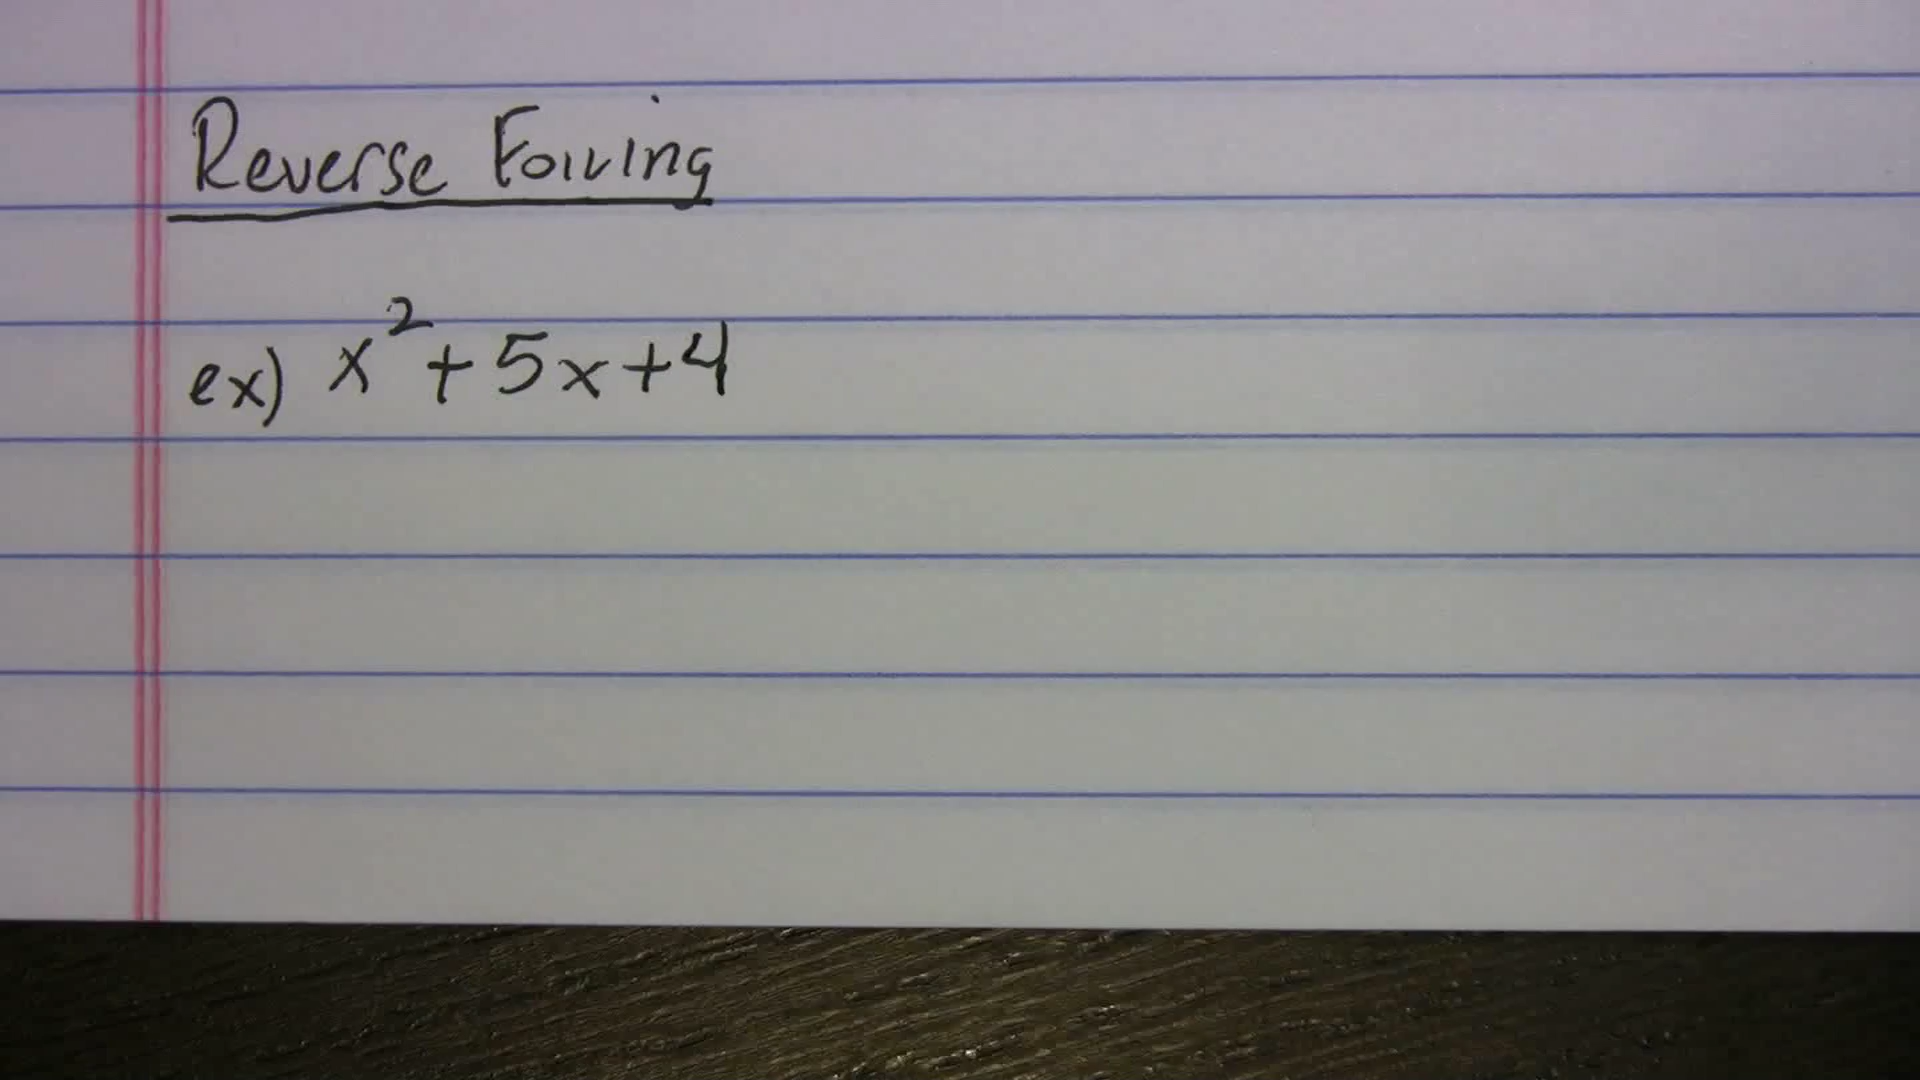 Reverse Foiling
ex) x² + 5x + 4